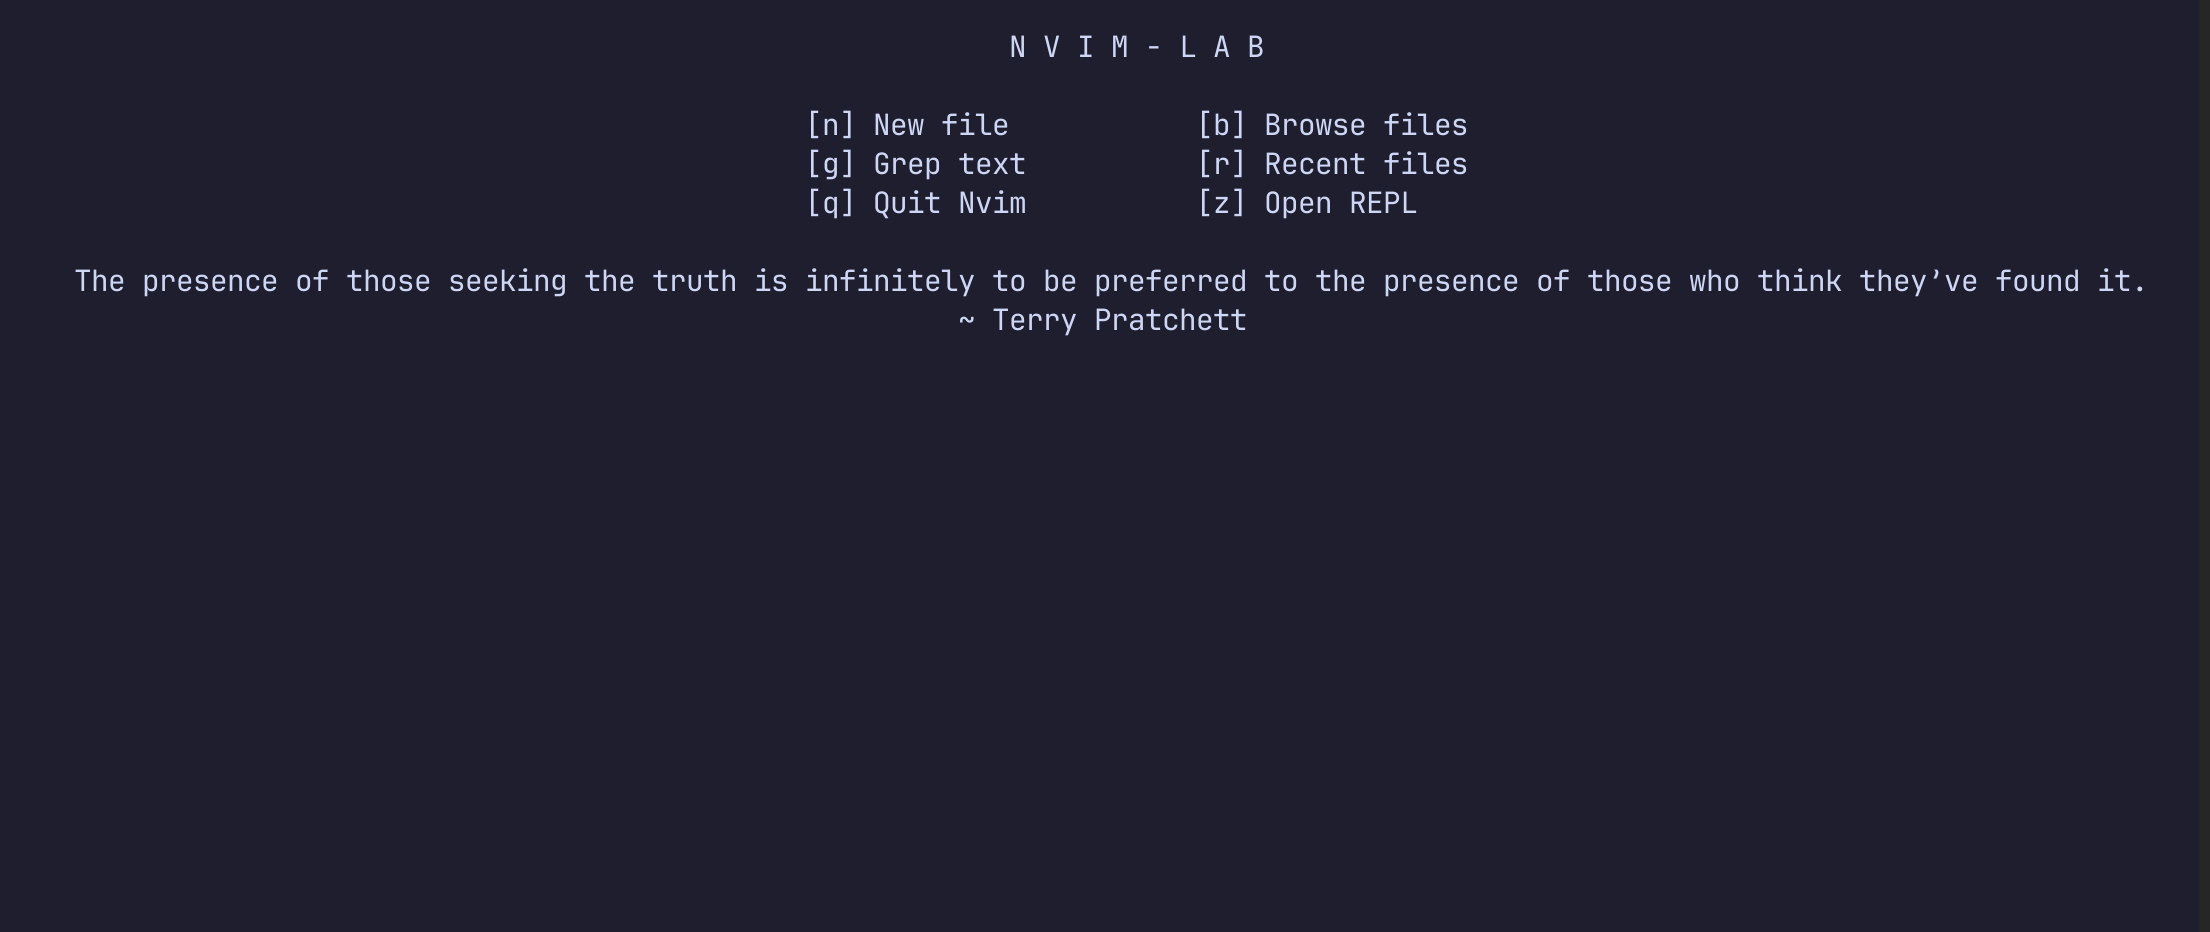 N V I M - L A B
[n] New file [b] Browse files
[g] Grep text [r] Recent files
[q] Quit Nvim [z] Open REPL
The presence of those seeking the truth is infinitely to be preferred to the presence of those who think they’ve found it.
~ Terry Pratchett